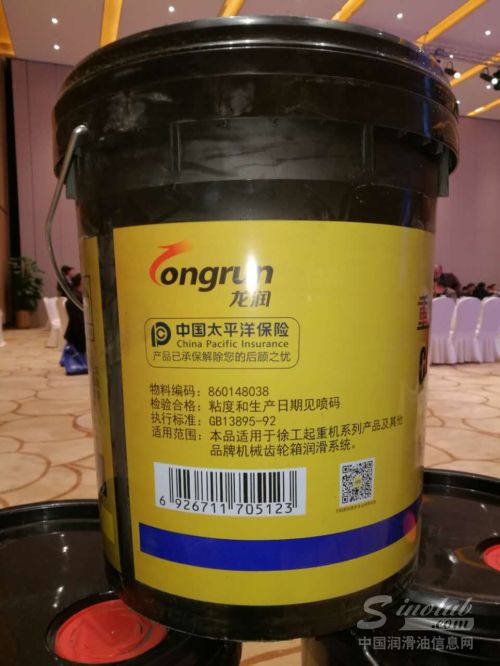 Longrun
龙润
中国太平洋保险
China Pacific Insurance
产品已承保解除您的后顾之忧
物料编码：860148038
检验合格：粘度和生产日期见喷码
执行标准：GB13895-92
适用范围：本品适用于徐工起重机系列产品及其他
品牌机械齿轮箱润滑系统。
6 926711 705123
Sinolub.com
中国润滑油信息网